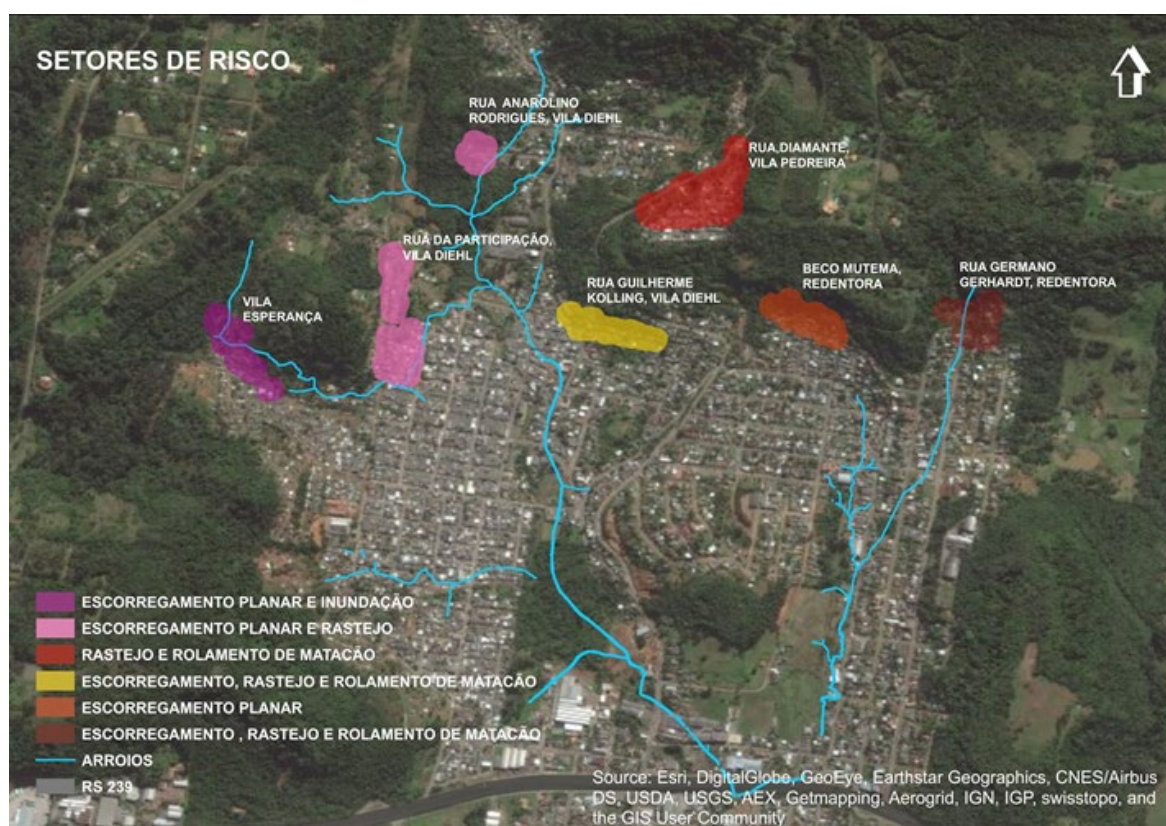 SETORES DE RISCO
RUA ANAROLINO
RODRIGUES, VILA DIEHL
RUA DIAMANTE,
VILA PEDREIRA
RUA DA PARTICIPAÇÃO,
VILA DIEHL
RUA GUILHERME
KOLLING, VILA DIEHL
BECO MUTEMA,
REDENTORA
RUA GERMANO
GERHARDT, REDENTORA
VILA
ESPERANÇA
ESCORREGAMENTO PLANAR E INUNDAÇÃO
ESCORREGAMENTO PLANAR E RASTEJO
RASTEJO E ROLAMENTO DE MATACÃO
ESCORREGAMENTO, RASTEJO E ROLAMENTO DE MATACÃO
ESCORREGAMENTO PLANAR
ESCORREGAMENTO , RASTEJO E ROLAMENTO DE MATACÃO
ARROIOS
RS 239
Source: Esri, DigitalGlobe, GeoEye, Earthstar Geographics, CNES/Airbus
DS, USDA, USGS, AEX, Getmapping, Aerogrid, IGN, IGP, swisstopo, and
the GIS User Community